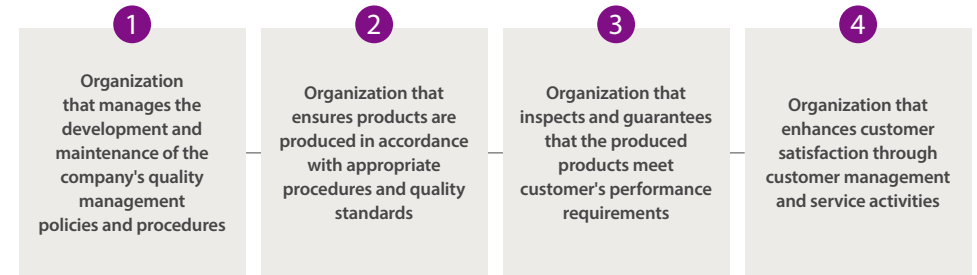 1
Organization
that manages the
development and
maintenance of the
company's quality
management
policies and procedures
2
Organization that
ensures products are
produced in accordance
with appropriate
procedures and quality
standards
3
Organization that
inspects and guarantees
that the produced
products meet
customer's performance
requirements
4
Organization that
enhances customer
satisfaction through
customer management
and service activities